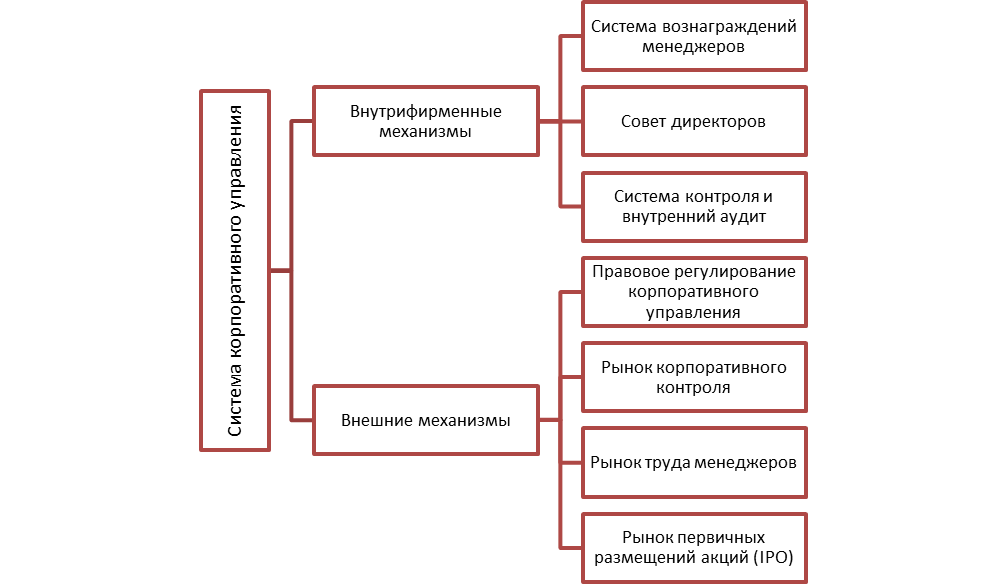 Система корпоративного управления
Внутрифирменные
механизмы
Система вознаграждений
менеджеров
Совет директоров
Система контроля и
внутренний аудит
Внешние механизмы
Правовое регулирование
корпоративного
управления
Рынок корпоративного
контроля
Рынок труда менеджеров
Рынок первичных
размещений акций (IPO)